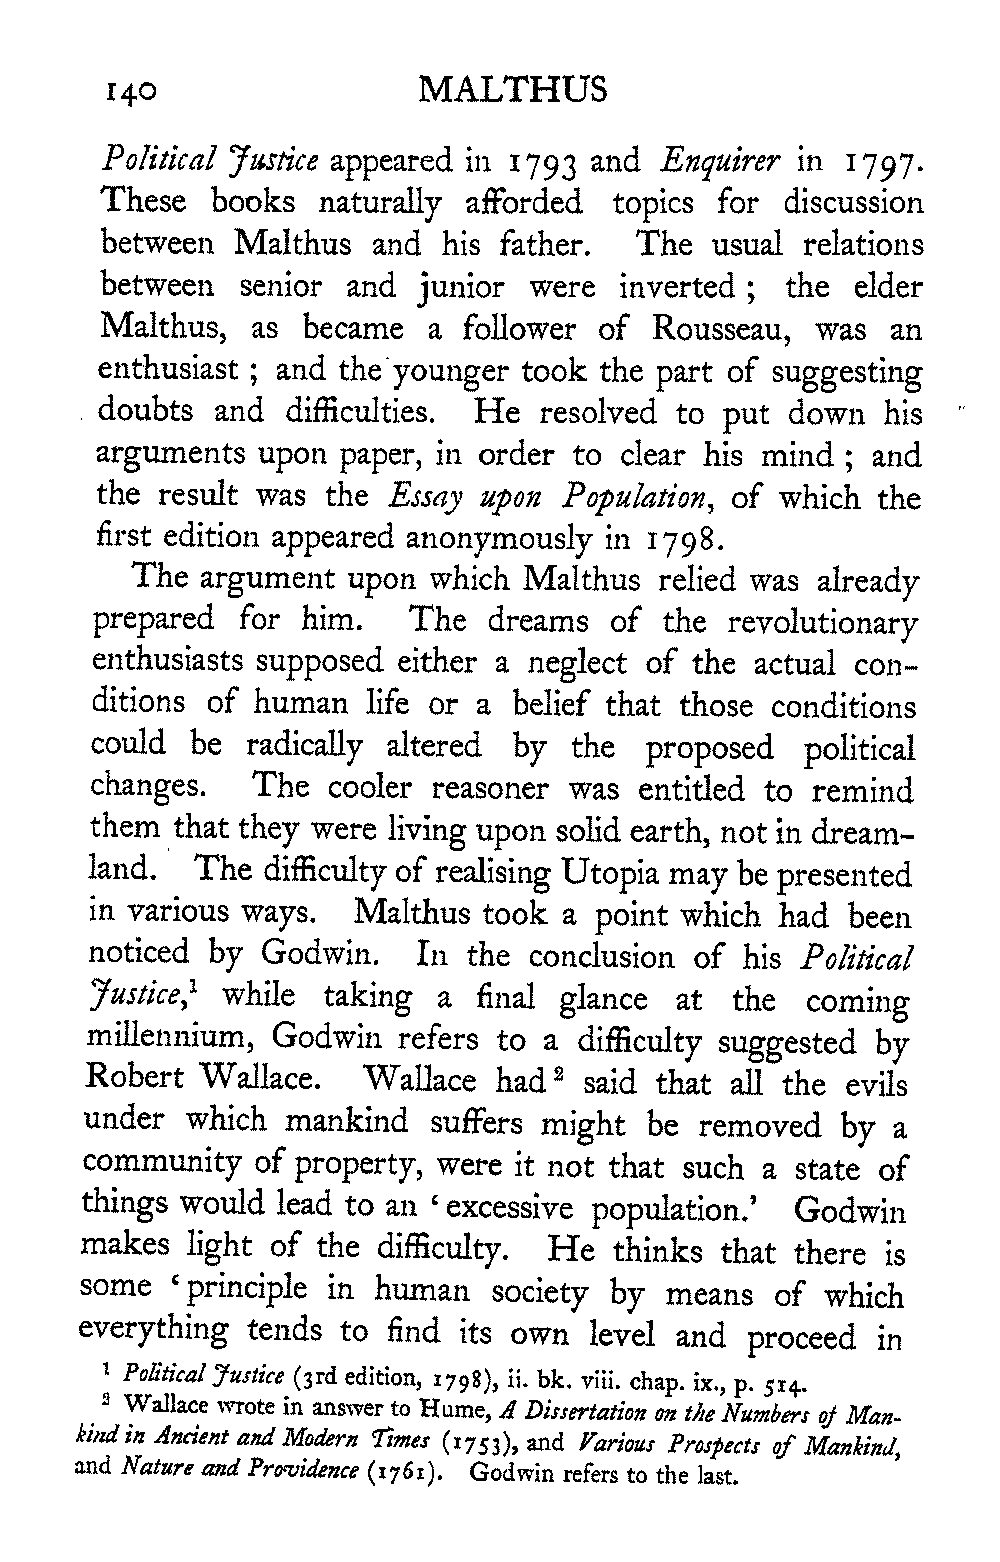 140 MALTHUS
Political Justice appeared in 1793 and Enquirer in 1797.
These books naturally afforded topics for discussion
between Malthus and his father. The usual relations
between senior and junior were inverted ; the elder
Malthus, as became a follower of Rousseau, was an
enthusiast ; and the younger took the part of suggesting
doubts and difficulties. He resolved to put down his
arguments upon paper, in order to clear his mind ; and
the result was the Essay upon Population, of which the
first edition appeared anonymously in 1798.
The argument upon which Malthus relied was already
prepared for him. The dreams of the revolutionary
enthusiasts supposed either a neglect of the actual con-
ditions of human life or a belief that those conditions
could be radically altered by the proposed political
changes. The cooler reasoner was entitled to remind
them that they were living upon solid earth, not in dream-
land. The difficulty of realising Utopia may be presented
in various ways. Malthus took a point which had been
noticed by Godwin. In the conclusion of his Political
Justice,¹ while taking a final glance at the coming
millennium, Godwin refers to a difficulty suggested by
Robert Wallace. Wallace had ² said that all the evils
under which mankind suffers might be removed by a
community of property, were it not that such a state of
things would lead to an ‘ excessive population.’ Godwin
makes light of the difficulty. He thinks that there is
some ‘ principle in human society by means of which
everything tends to find its own level and proceed in
¹ Political Justice (3rd edition, 1798), ii. bk. viii. chap. ix., p. 514.
² Wallace wrote in answer to Hume, A Dissertation on the Numbers of Man-
kind in Ancient and Modern Times (1753), and Various Prospects of Mankind,
and Nature and Providence (1761). Godwin refers to the last.